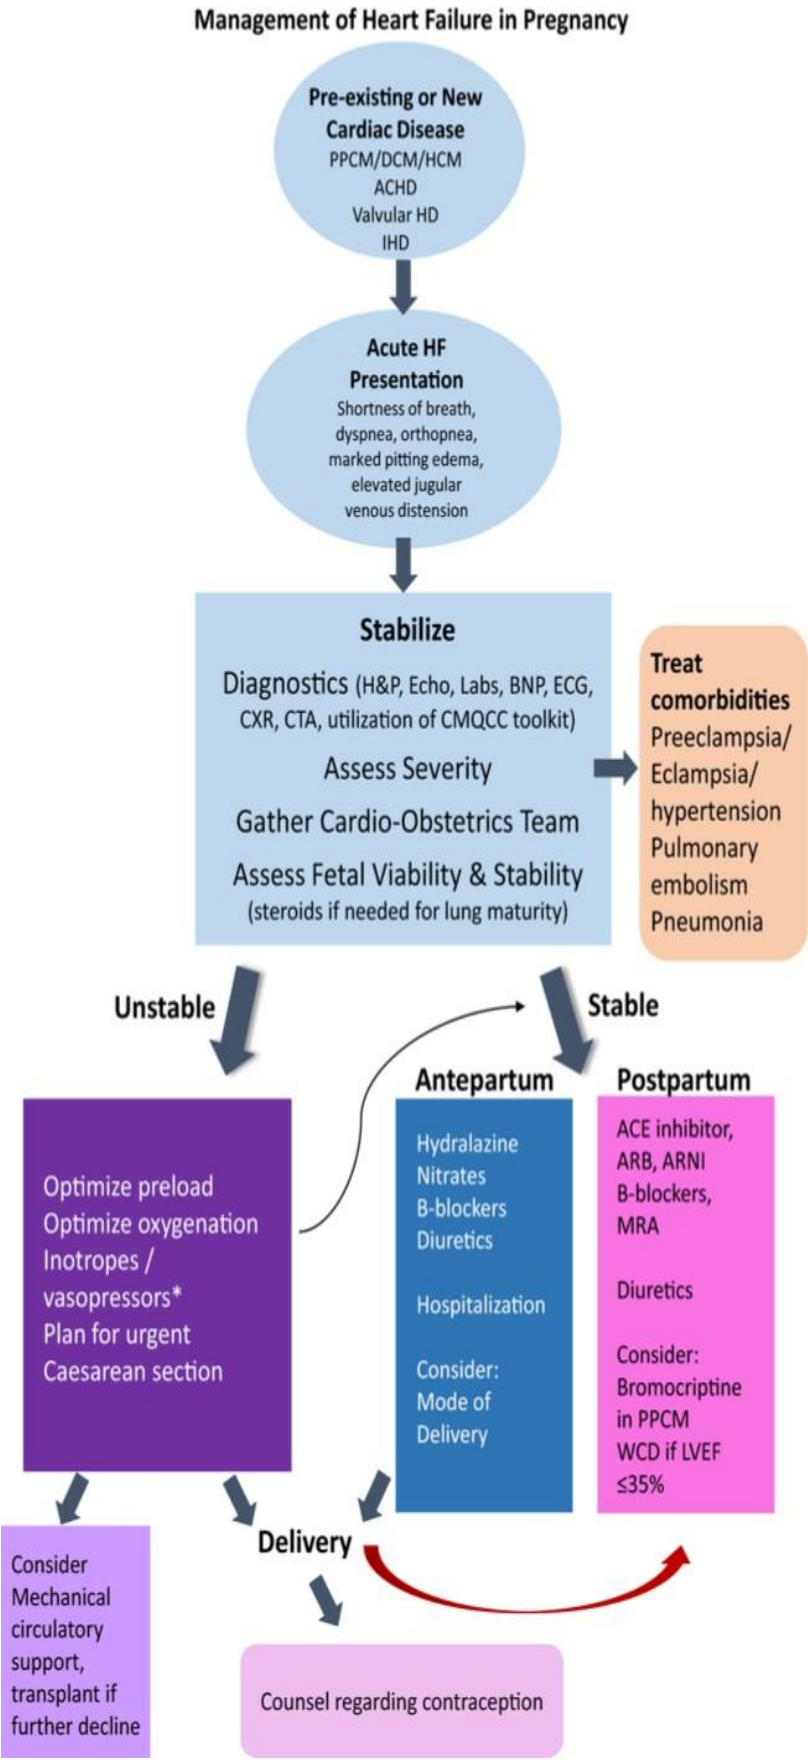 Management of Heart Failure in Pregnancy
Pre-existing or New
Cardiac Disease
PPCM/DCM/HCM
ACHD
Valvular HD
IHD
Acute HF
Presentation
Shortness of breath,
dyspnea, orthopnea,
marked pitting edema,
elevated jugular
venous distension
Stabilize
Diagnostics (H&P, Echo, Labs, BNP, ECG,
CXR, CTA, utilization of CMQCC toolkit)
Assess Severity
Gather Cardio-Obstetrics Team
Assess Fetal Viability & Stability
(steroids if needed for lung maturity)
Treat
comorbidities
Preeclampsia/
Eclampsia/
hypertension
Pulmonary
embolism
Pneumonia
Unstable
Stable
Optimize preload
Optimize oxygenation
Inotropes /
vasopressors*
Plan for urgent
Caesarean section
Antepartum
Hydralazine
Nitrates
B-blockers
Diuretics
Hospitalization
Consider:
Mode of
Delivery
Postpartum
ACE inhibitor,
ARB, ARNI
B-blockers,
MRA
Diuretics
Consider:
Bromocriptine
in PPCM
WCD if LVEF
≤35%
Consider
Mechanical
circulatory
support,
transplant if
further decline
Delivery
Counsel regarding contraception